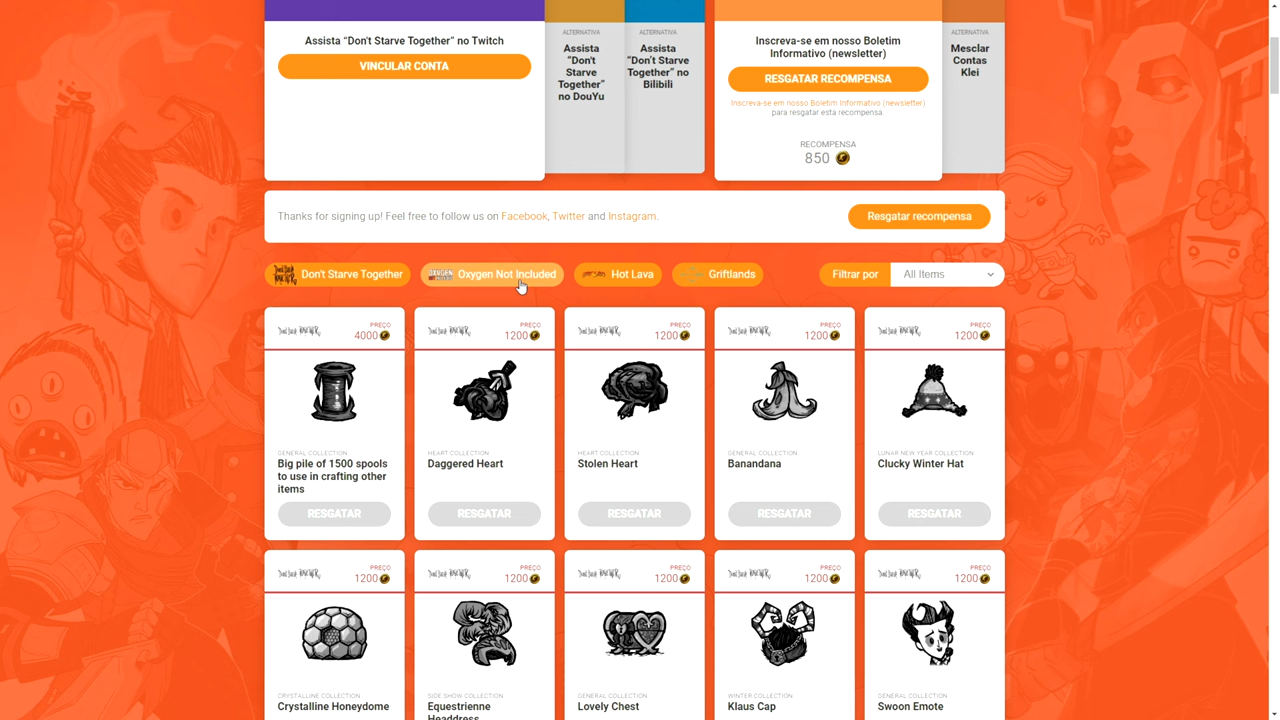 Assista “Don't Starve Together” no Twitch
VINCULAR CONTA
ALTERNATIVA
Assista
“Don't
Starve
Together”
no DouYu
ALTERNATIVA
Assista
“Don’t Starve
Together” no
Bilibili
Inscreva-se em nosso Boletim
Informativo (newsletter)
RESGATAR RECOMPENSA
Inscreva-se em nosso Boletim Informativo (newsletter)
para resgatar esta recompensa
RECOMPENSA
850
ALTERNATIVA
Mesclar
Contas
Klei
Thanks for signing up! Feel free to follow us on Facebook, Twitter and Instagram.
Resgatar recompensa
Don't Starve Together
Oxygen Not Included
Hot Lava
Griftlands
Filtrar por
All Items
PREÇO
4000
GENERAL COLLECTION
Big pile of 1500 spools
to use in crafting other
items
RESGATAR
PREÇO
1200
HEART COLLECTION
Daggered Heart
RESGATAR
PREÇO
1200
HEART COLLECTION
Stolen Heart
RESGATAR
PREÇO
1200
GENERAL COLLECTION
Banandana
RESGATAR
PREÇO
1200
LUNAR NEW YEAR COLLECTION
Clucky Winter Hat
RESGATAR
PREÇO
1200
CRYSTALLINE COLLECTION
Crystalline Honeydome
PREÇO
1200
SIDE SHOW COLLECTION
Equestrienne
Headdress
PREÇO
1200
GENERAL COLLECTION
Lovely Chest
PREÇO
1200
WINTER COLLECTION
Klaus Cap
PREÇO
1200
GENERAL COLLECTION
Swoon Emote